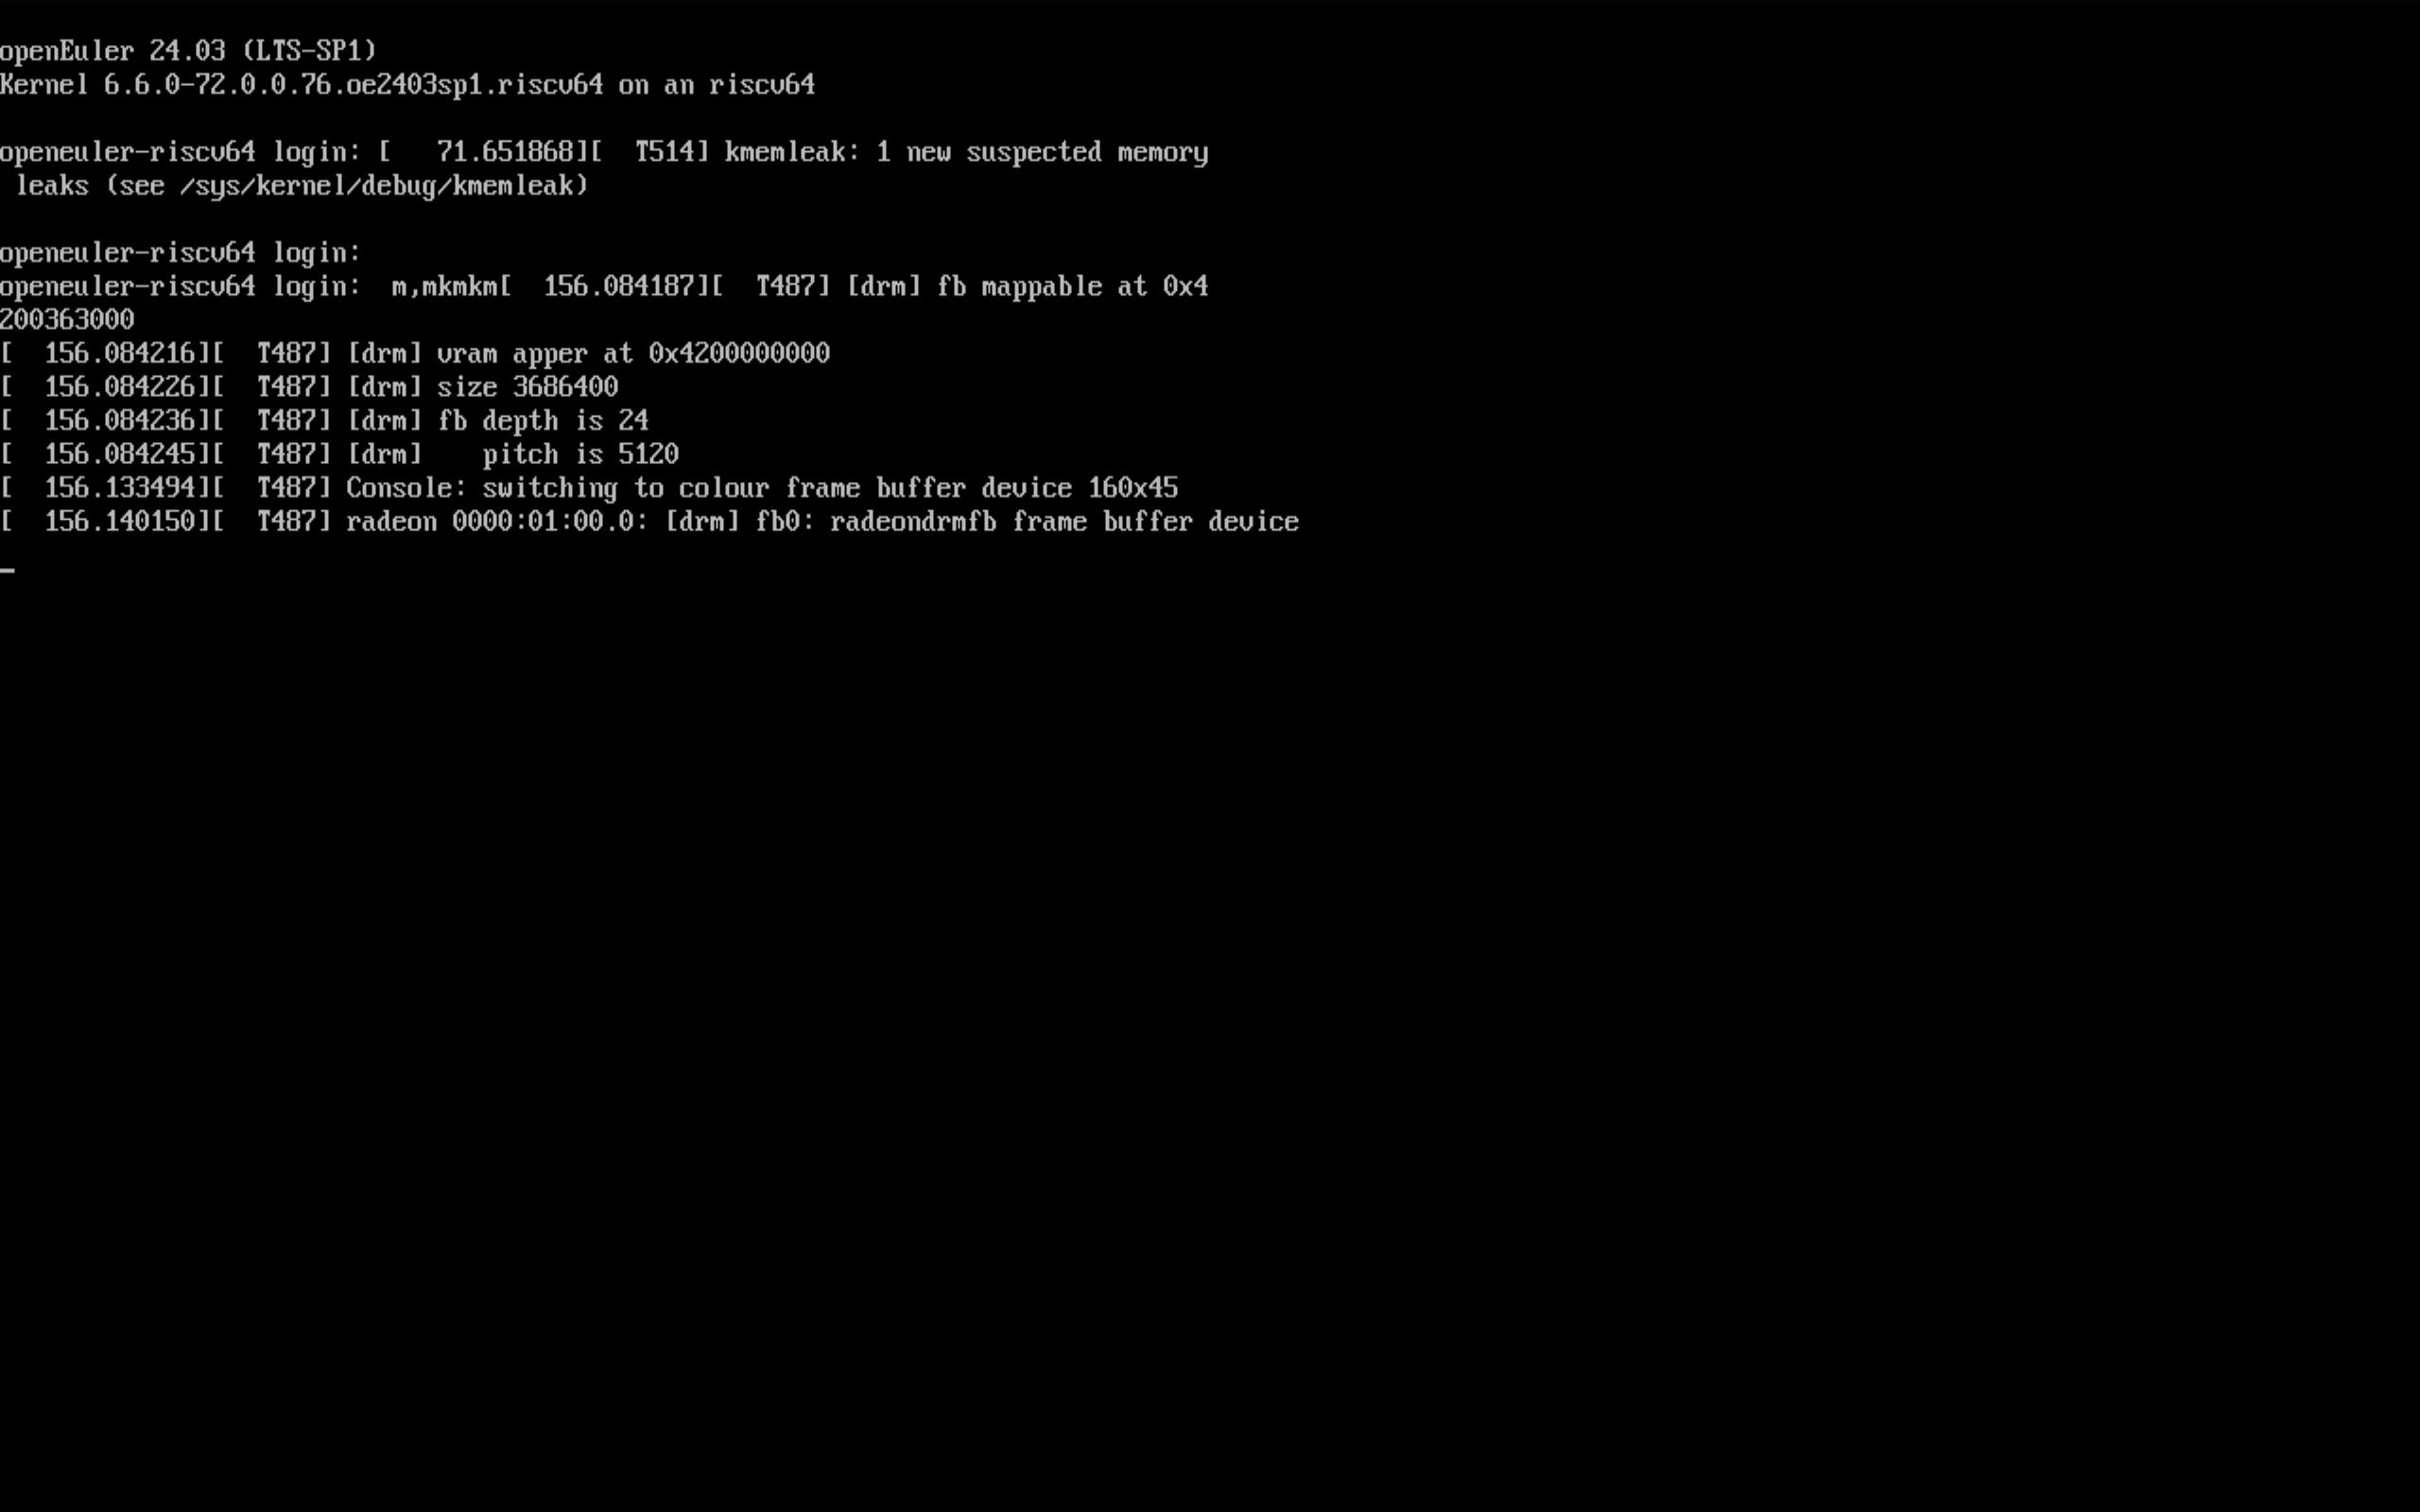 openEuler 24.03 (LTS-SP1)
Kernel 6.6.0-72.0.0.76.oe2403sp1.riscv64 on an riscv64
openeuler-riscv64 login: [   71.651868][  T514] kmemleak: 1 new suspected memory
 leaks (see /sys/kernel/debug/kmemleak)
openeuler-riscv64 login:
openeuler-riscv64 login:  m,mkmkm[  156.084187][  T487] [drm] fb mappable at 0x4
200363000
[  156.084216][  T487] [drm] vram apper at 0x4200000000
[  156.084226][  T487] [drm] size 3686400
[  156.084236][  T487] [drm] fb depth is 24
[  156.084245][  T487] [drm]    pitch is 5120
[  156.133494][  T487] Console: switching to colour frame buffer device 160x45
[  156.140150][  T487] radeon 0000:01:00.0: [drm] fb0: radeondrmfb frame buffer device
_